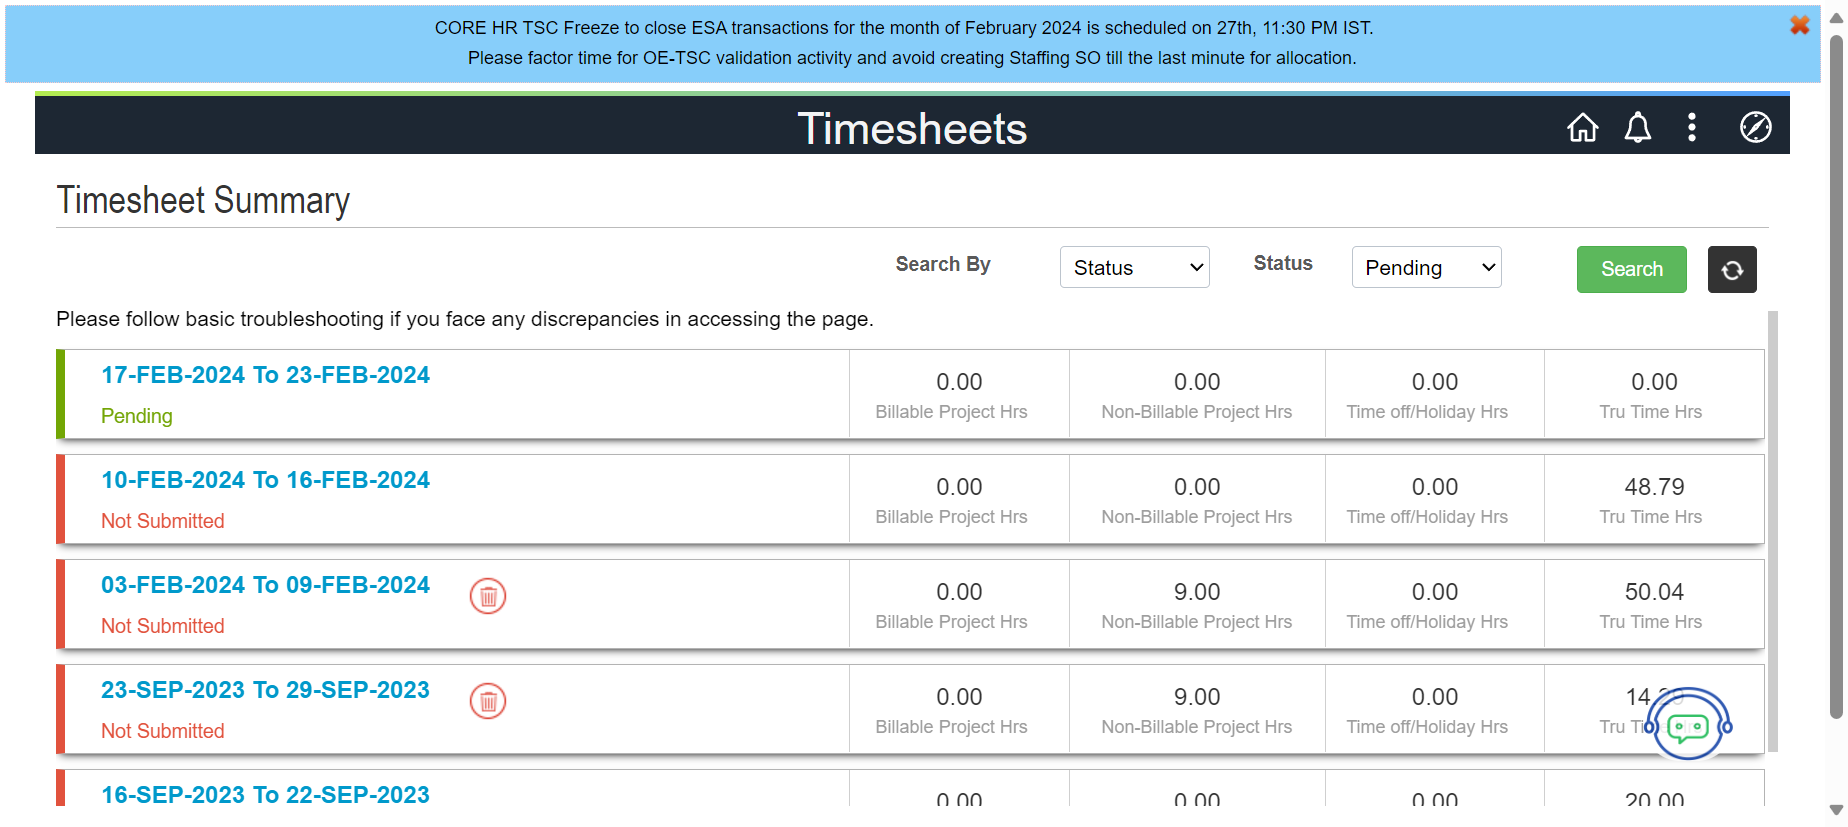 CORE HR TSC Freeze to close ESA transactions for the month of February 2024 is scheduled on 27th, 11:30 PM IST.
Please factor time for OE-TSC validation activity and avoid creating Staffing SO till the last minute for allocation.
Timesheets
Timesheet Summary
Search By Status Status Pending Search
Please follow basic troubleshooting if you face any discrepancies in accessing the page.
17-FEB-2024 To 23-FEB-2024
0.00 0.00 0.00 0.00
Pending
Billable Project Hrs Non-Billable Project Hrs Time off/Holiday Hrs Tru Time Hrs
10-FEB-2024 To 16-FEB-2024
0.00 0.00 0.00 48.79
Not Submitted
Billable Project Hrs Non-Billable Project Hrs Time off/Holiday Hrs Tru Time Hrs
03-FEB-2024 To 09-FEB-2024
0.00 9.00 0.00 50.04
Not Submitted
Billable Project Hrs Non-Billable Project Hrs Time off/Holiday Hrs Tru Time Hrs
23-SEP-2023 To 29-SEP-2023
0.00 9.00 0.00
Not Submitted
Billable Project Hrs Non-Billable Project Hrs Time off/Holiday Hrs Tru
16-SEP-2023 To 22-SEP-2023
0.00 0.00 0.00 20.00